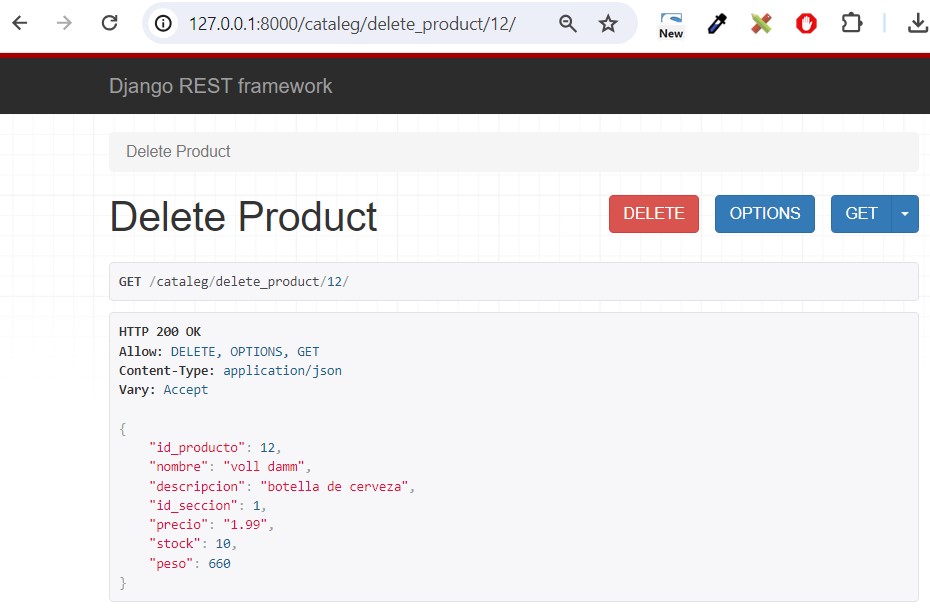 127.0.0.1:8000/cataleg/delete_product/12/
New
Django REST framework
Delete Product
Delete Product
DELETE
OPTIONS
GET
GET /cataleg/delete_product/12/
HTTP 200 OK
Allow: DELETE, OPTIONS, GET
Content-Type: application/json
Vary: Accept
{
"id_producto": 12,
"nombre": "voll damm",
"descripcion": "botella de cerveza",
"id_seccion": 1,
"precio": "1.99",
"stock": 10,
"peso": 660
}